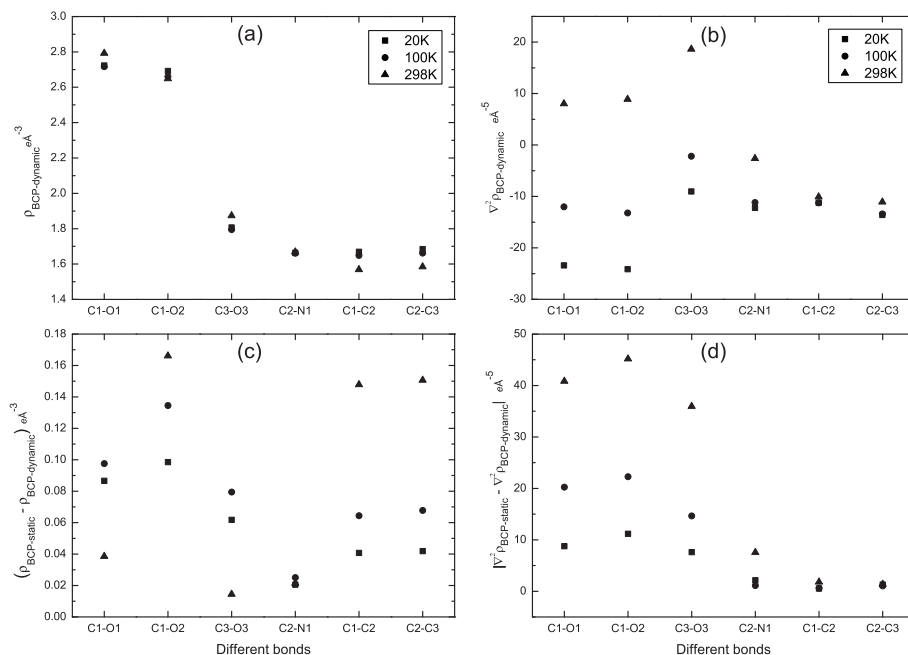 (a)
20K
100K
298K
ρBCP-dynamic eÅ-3
3.0
2.8
2.6
2.4
2.2
2.0
1.8
1.6
1.4
C1-O1 C1-O2 C3-O3 C2-N1 C1-C2 C2-C3
(b)
20K
100K
298K
∇2ρBCP-dynamic eÅ-5
20
10
0
-10
-20
-30
C1-O1 C1-O2 C3-O3 C2-N1 C1-C2 C2-C3
(c)
(ρBCP-static - ρBCP-dynamic) eÅ-3
0.18
0.16
0.14
0.12
0.10
0.08
0.06
0.04
0.02
0.00
C1-O1 C1-O2 C3-O3 C2-N1 C1-C2 C2-C3
Different bonds
(d)
|∇2ρBCP-static - ∇2ρBCP-dynamic| eÅ-5
50
40
30
20
10
0
C1-O1 C1-O2 C3-O3 C2-N1 C1-C2 C2-C3
Different bonds